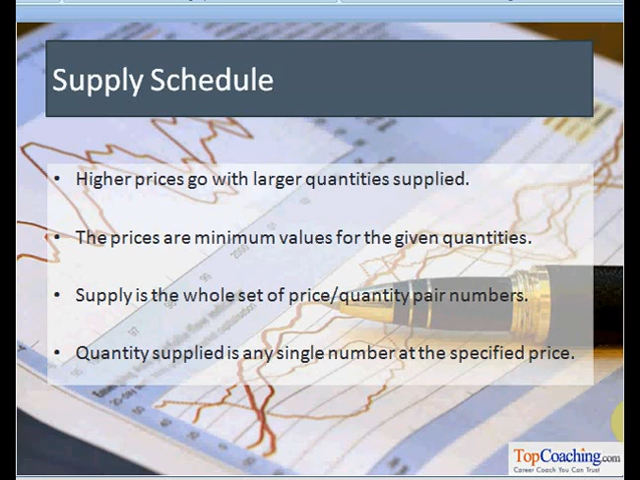 Supply Schedule
• Higher prices go with larger quantities supplied.
• The prices are minimum values for the given quantities.
• Supply is the whole set of price/quantity pair numbers.
• Quantity supplied is any single number at the specified price.
TopCoaching.com
Career Coach You Can Trust